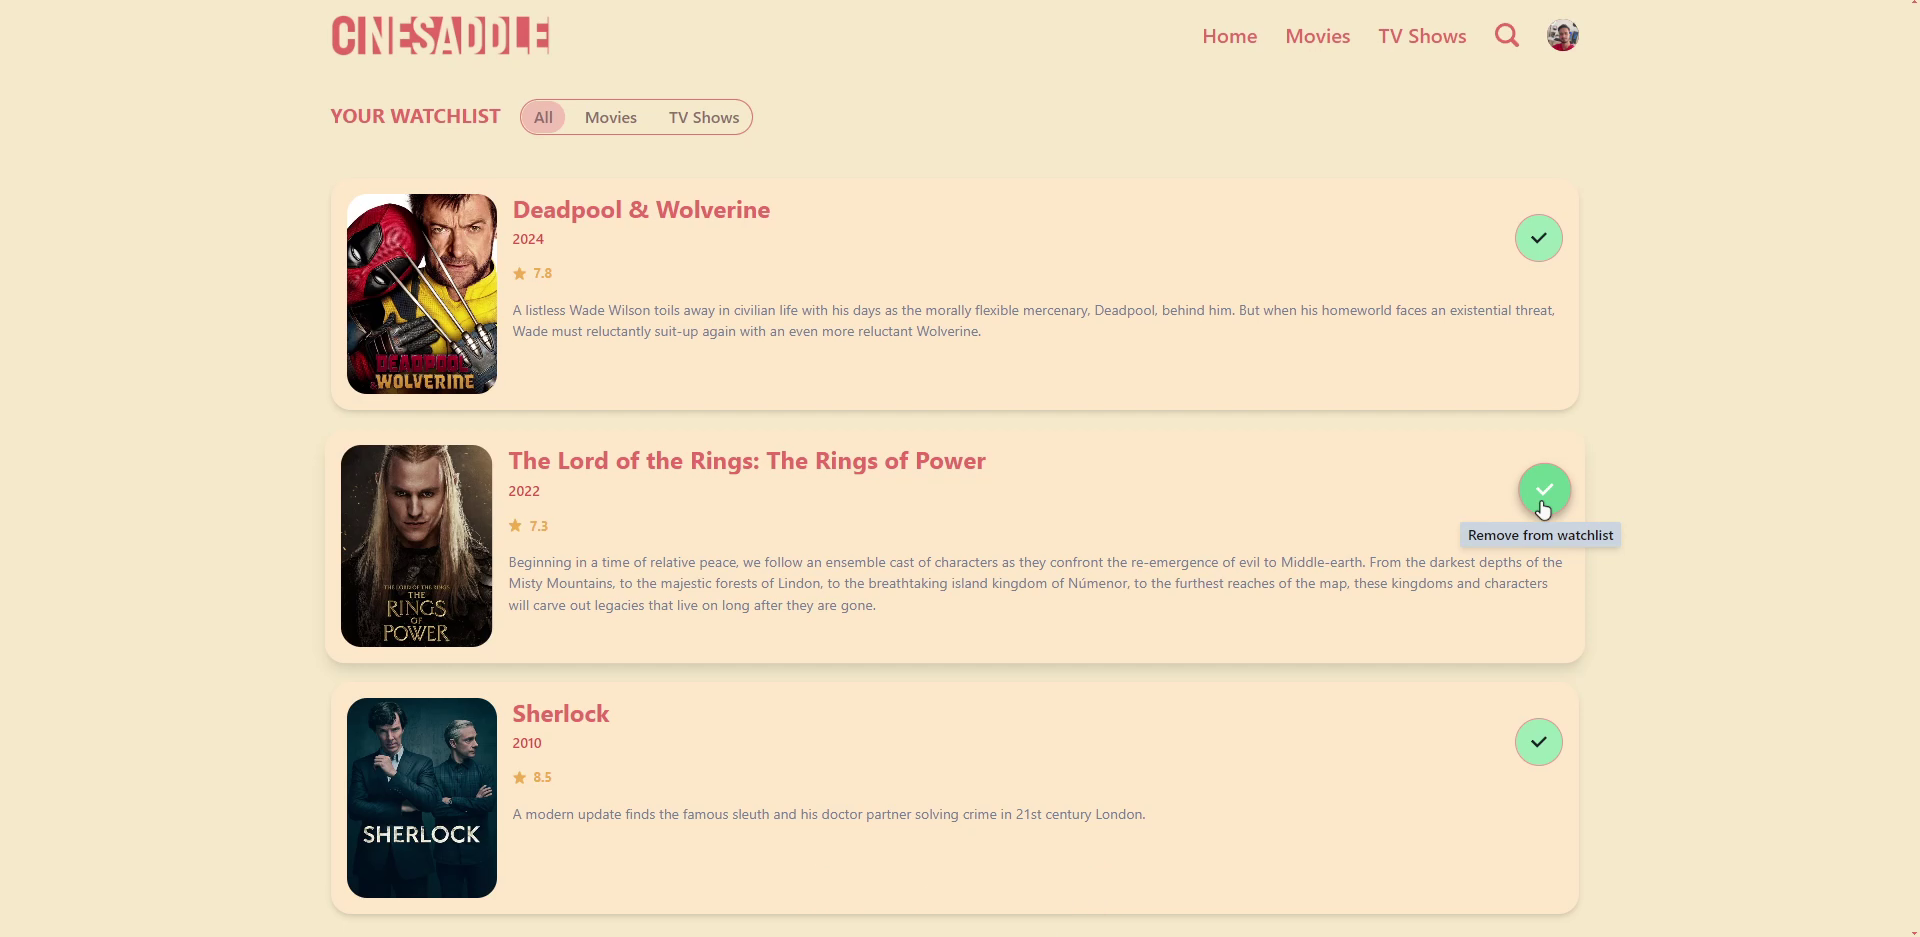 CINESADDLE
Home
Movies
TV Shows
YOUR WATCHLIST
All
Movies
TV Shows
Deadpool & Wolverine
2024
7.8
A listless Wade Wilson toils away in civilian life with his days as the morally flexible mercenary, Deadpool, behind him. But when his homeworld faces an existential threat,
Wade must reluctantly suit-up again with an even more reluctant Wolverine.
DEADPOOL
& WOLVERINE
The Lord of the Rings: The Rings of Power
2022
7.3
Remove from watchlist
Beginning in a time of relative peace, we follow an ensemble cast of characters as they confront the re-emergence of evil to Middle-earth. From the darkest depths of the
Misty Mountains, to the majestic forests of Lindon, to the breathtaking island kingdom of Númenor, to the furthest reaches of the map, these kingdoms and characters
will carve out legacies that live on long after they are gone.
THE LORD OF THE RINGS
THE
RINGS
OF
POWER
Sherlock
2010
8.5
A modern update finds the famous sleuth and his doctor partner solving crime in 21st century London.
SHERLOCK